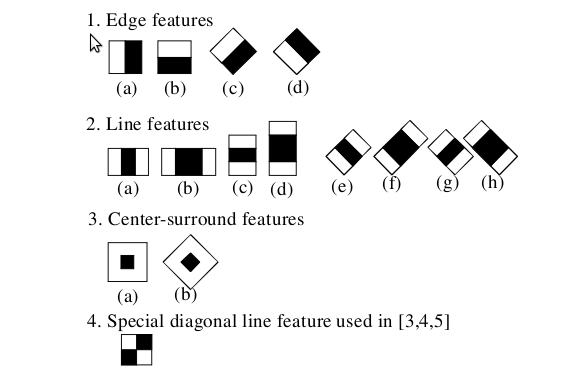 1. Edge features
(a) (b) (c) (d)
2. Line features
(a) (b) (c) (d) (e) (f) (g) (h)
3. Center-surround features
(a) (b)
4. Special diagonal line feature used in [3,4,5]